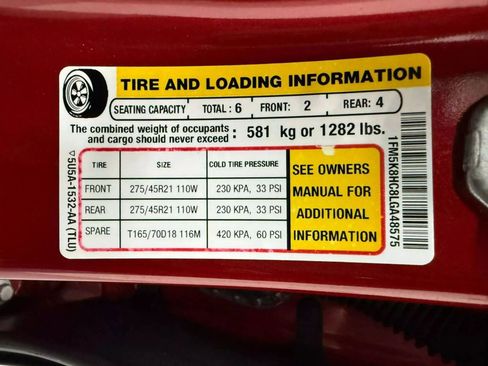 TIRE AND LOADING INFORMATION
SEATING CAPACITY TOTAL : 6 FRONT: 2 REAR: 4
The combined weight of occupants and cargo should never exceed : 581 kg or 1282 lbs.
TIRE SIZE COLD TIRE PRESSURE
FRONT 275/45R21 110W 230 KPA, 33 PSI
REAR 275/45R21 110W 230 KPA, 33 PSI
SPARE T165/70D18 116M 420 KPA, 60 PSI
SEE OWNERS
MANUAL FOR
ADDITIONAL
INFORMATION
5U5A-1532-AA (TLU)
1FM5K8HC8LGA48575